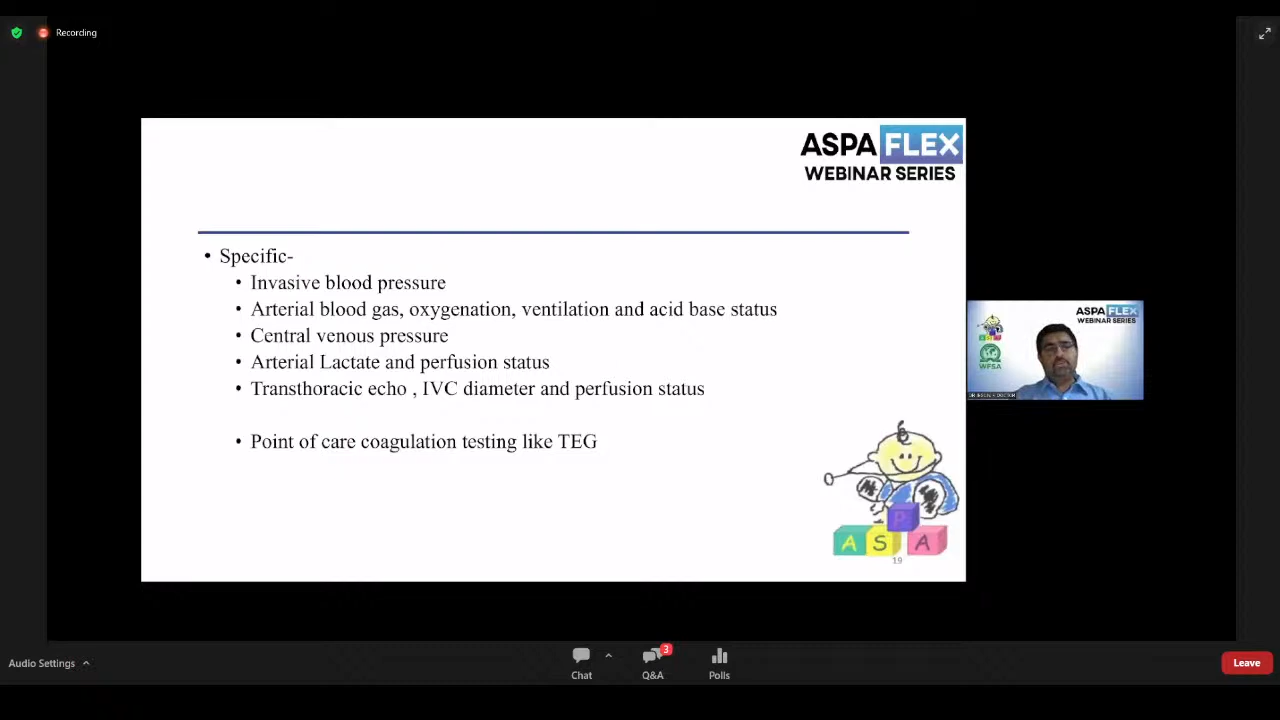 Recording
ASPA FLEX
WEBINAR SERIES
• Specific-
• Invasive blood pressure
• Arterial blood gas, oxygenation, ventilation and acid base status
• Central venous pressure
• Arterial Lactate and perfusion status
• Transthoracic echo , IVC diameter and perfusion status
• Point of care coagulation testing like TEG
P
A S A
19
ASPA FLEX
WEBINAR SERIES
WFSA
Audio Settings
Chat
3
Q&A
Polls
Leave